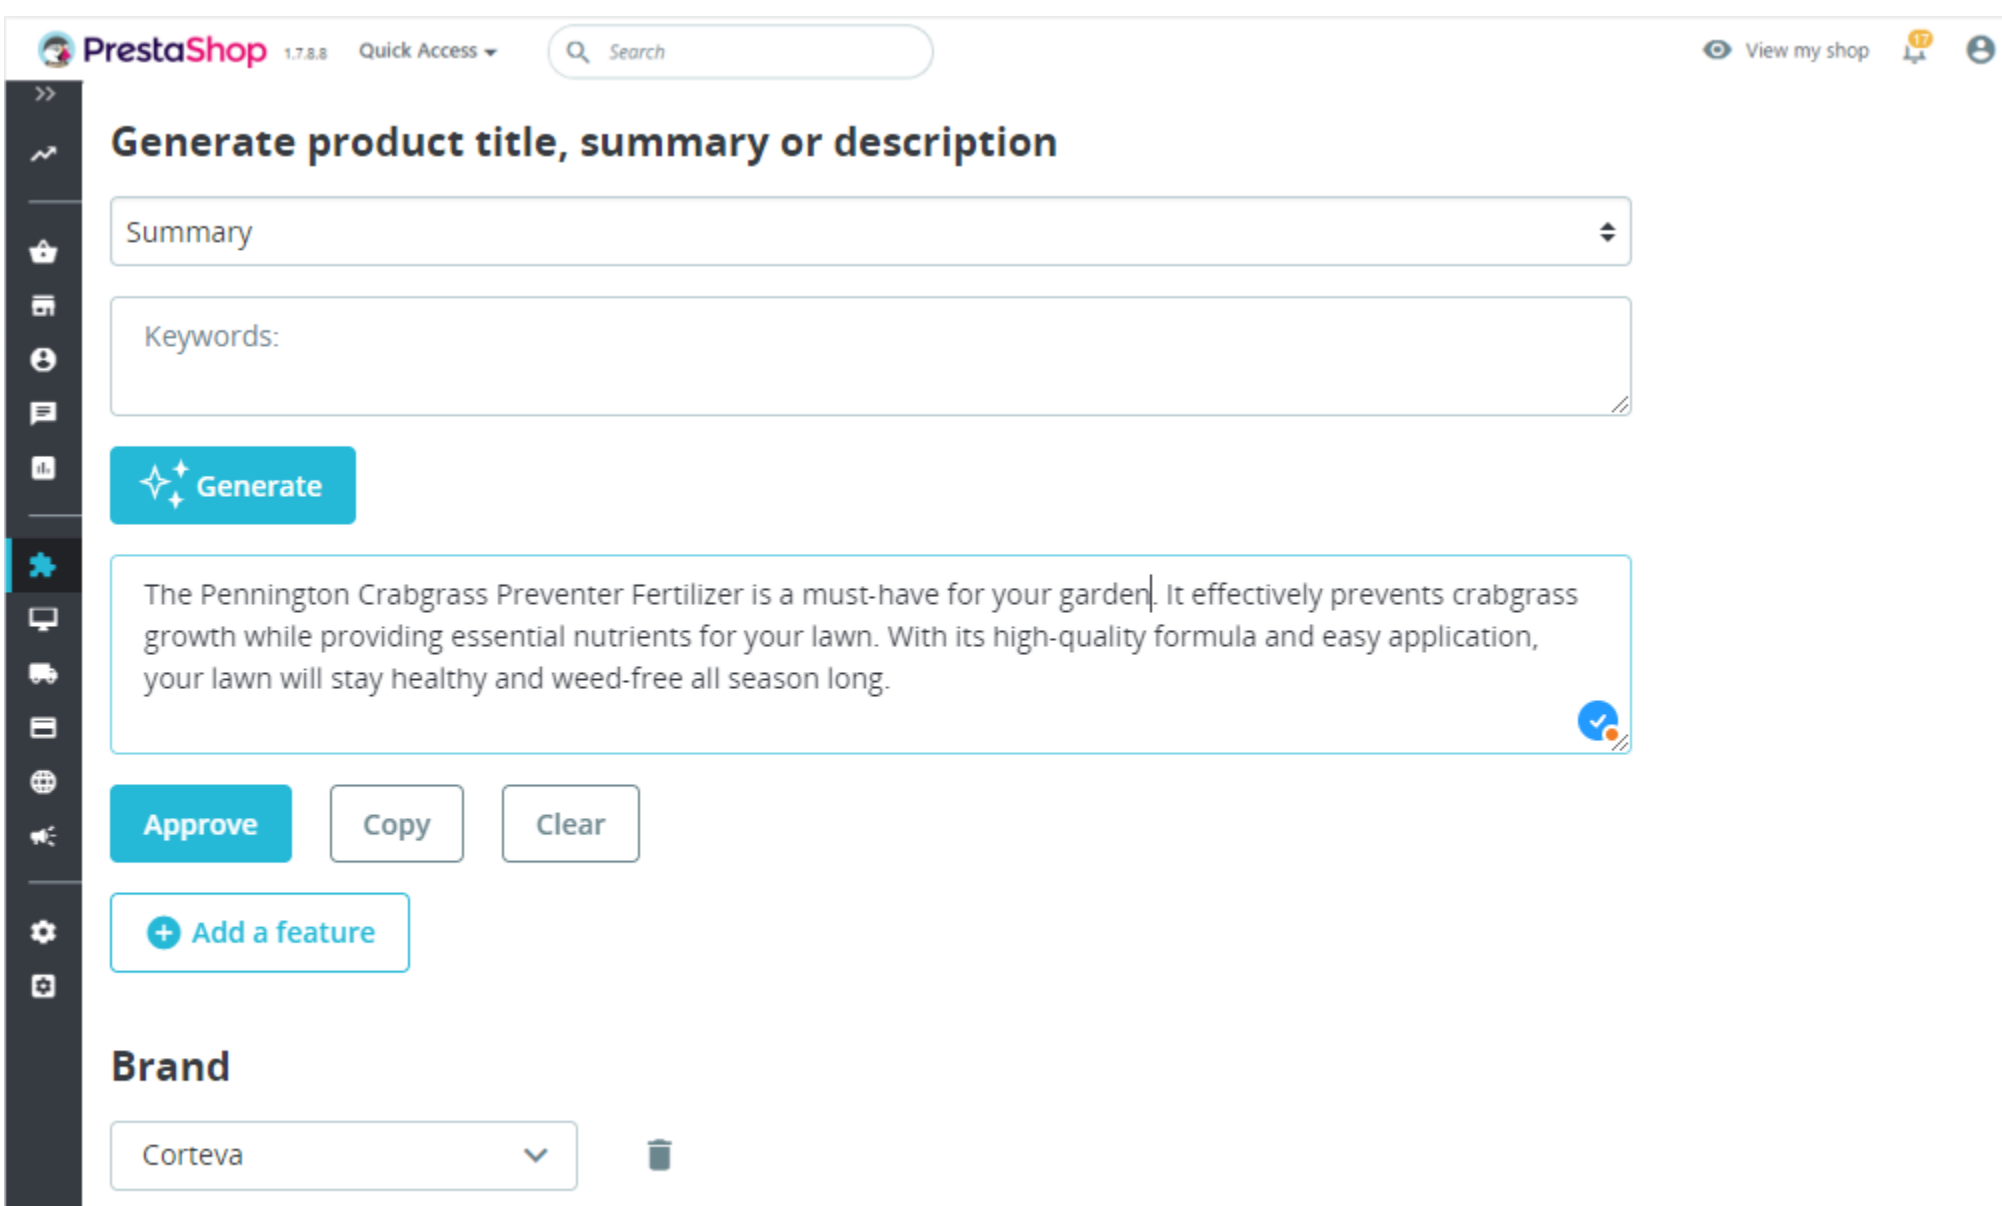 PrestaShop 1.7.8.8 Quick Access Search View my shop 17
Generate product title, summary or description
Summary
Keywords:
Generate
The Pennington Crabgrass Preventer Fertilizer is a must-have for your garden. It effectively prevents crabgrass
growth while providing essential nutrients for your lawn. With its high-quality formula and easy application,
your lawn will stay healthy and weed-free all season long.
Approve Copy Clear
Add a feature
Brand
Corteva